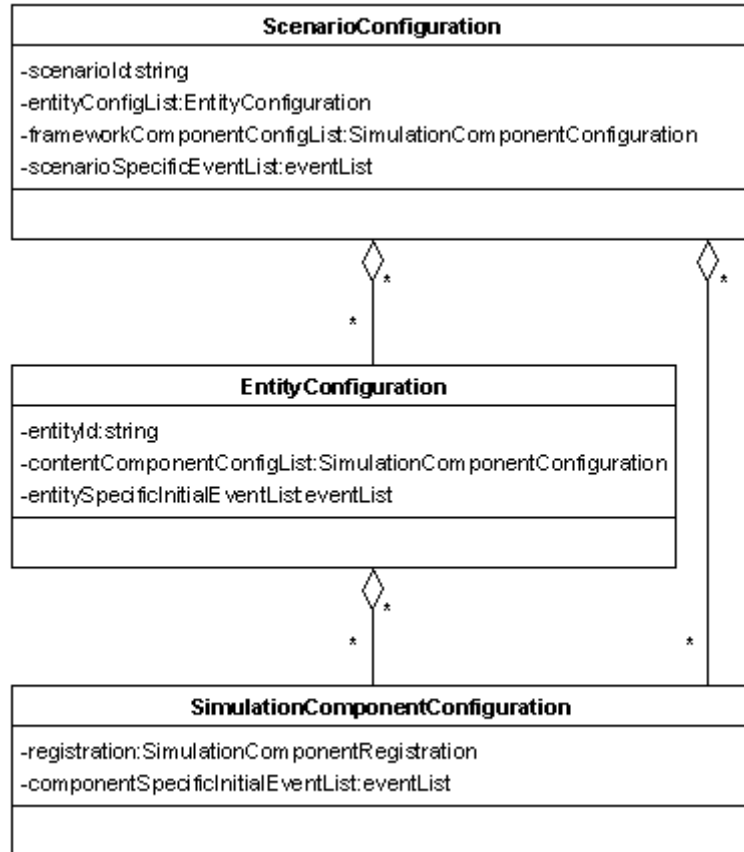 ScenarioConfiguration
-scenarioId:string
-entityConfigList:EntityConfiguration
-frameworkComponentConfigList:SimulationComponentConfiguration
-scenarioSpecificEventList:eventList
*
*
*
EntityConfiguration
-entityId:string
-contentComponentConfigList:SimulationComponentConfiguration
-entitySpecificInitialEventList:eventList
*
*
*
SimulationComponentConfiguration
-registration:SimulationComponentRegistration
-componentSpecificInitialEventList:eventList